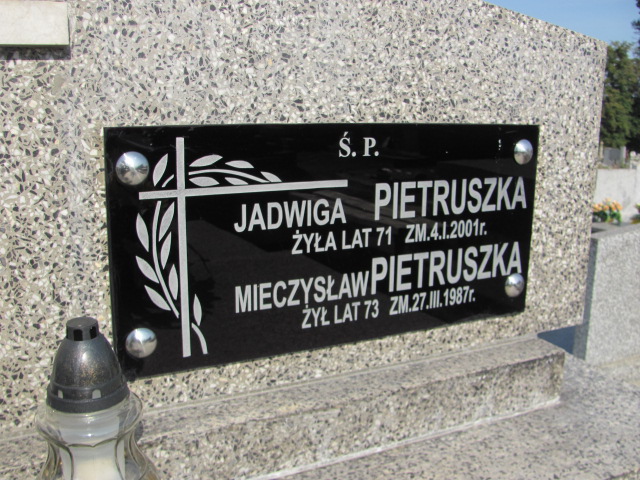 Ś. P.
JADWIGA PIETRUSZKA
ŻYŁA LAT 71 ZM.4.I.2001r.
MIECZYSŁAW PIETRUSZKA
ŻYŁ LAT 73 ZM.27.III.1987r.